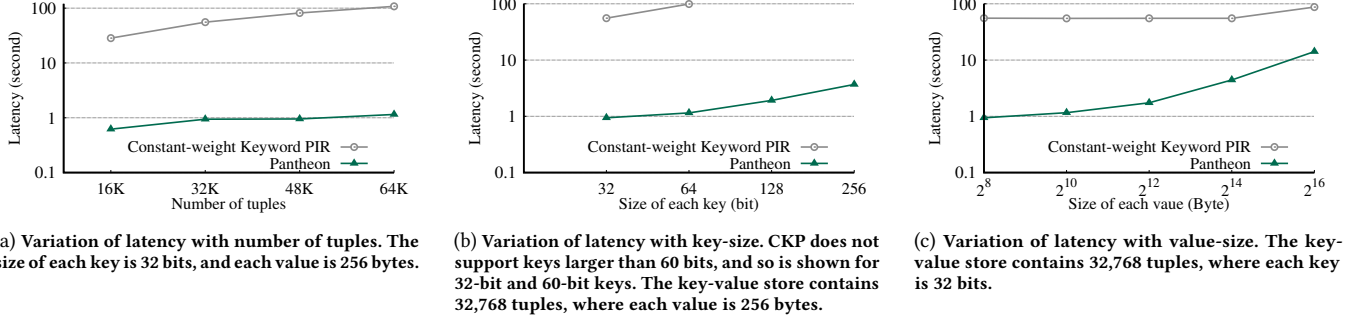 100
10
1
0.1
Latency (second)
Constant-weight Keyword PIR
Pantheon
16K 32K 48K 64K
Number of tuples
100
10
1
0.1
Latency (second)
Constant-weight Keyword PIR
Pantheon
32 64 128 256
Size of each key (bit)
100
10
1
0.1
Latency (second)
Constant-weight Keyword PIR
Pantheon
2^8 2^10 2^12 2^14 2^16
Size of each vaue (Byte)
a) Variation of latency with number of tuples. The
size of each key is 32 bits, and each value is 256 bytes.
(b) Variation of latency with key-size. CKP does not
support keys larger than 60 bits, and so is shown for
32-bit and 60-bit keys. The key-value store contains
32,768 tuples, where each value is 256 bytes.
(c) Variation of latency with value-size. The key-
value store contains 32,768 tuples, where each key
is 32 bits.